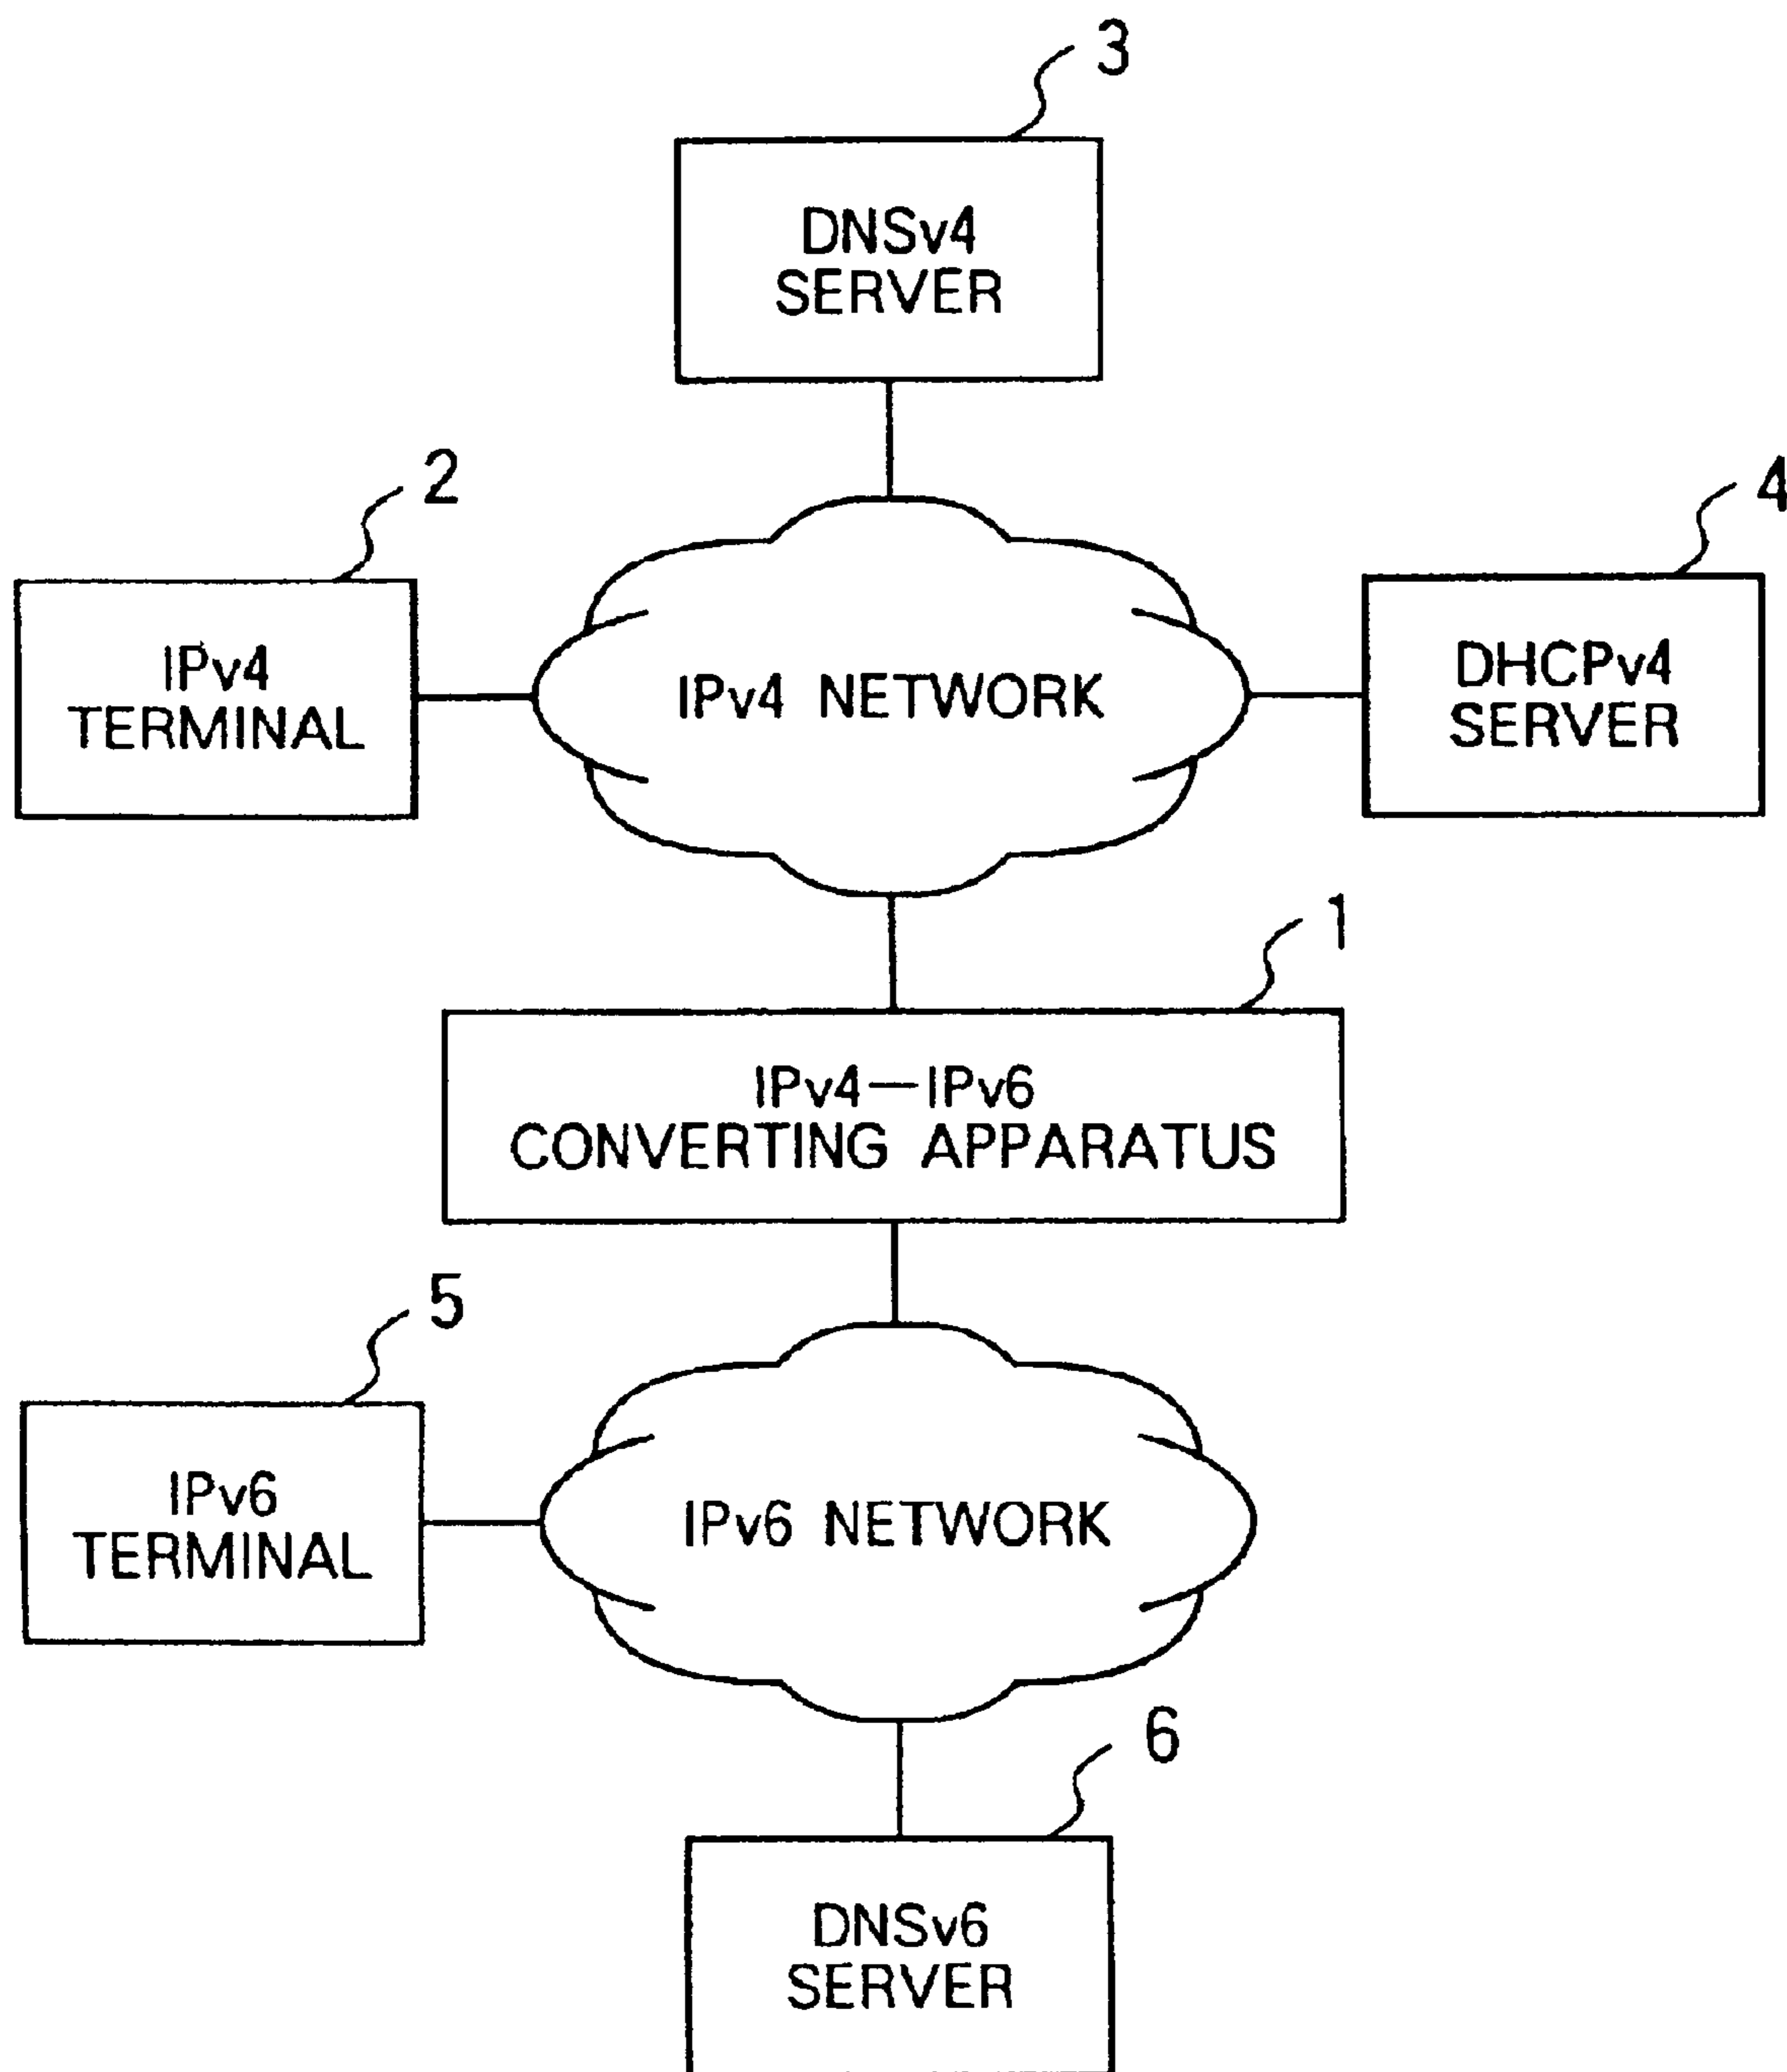 3
DNSv4
SERVER
2
4
IPv4
TERMINAL
IPv4 NETWORK
DHCPv4
SERVER
1
IPv4—IPv6
CONVERTING APPARATUS
5
IPv6
TERMINAL
IPv6 NETWORK
6
DNSv6
SERVER